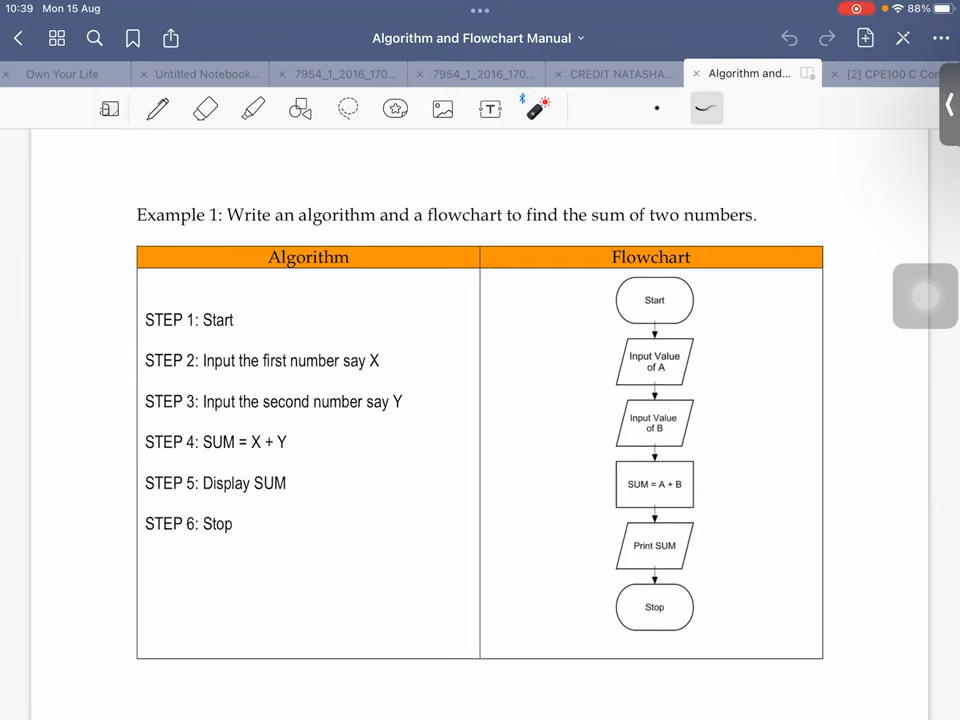 10:39 Mon 15 Aug
88%
Algorithm and Flowchart Manual
Own Your Life
Untitled Notebook...
7954_1_2016_170...
7954_1_2016_170...
CREDIT NATASHA...
Algorithm and...
[2] CPE100 C Con
T
Example 1: Write an algorithm and a flowchart to find the sum of two numbers.
Algorithm
Flowchart
STEP 1: Start
STEP 2: Input the first number say X
STEP 3: Input the second number say Y
STEP 4: SUM = X + Y
STEP 5: Display SUM
STEP 6: Stop
Start
Input Value
of A
Input Value
of B
SUM = A + B
Print SUM
Stop